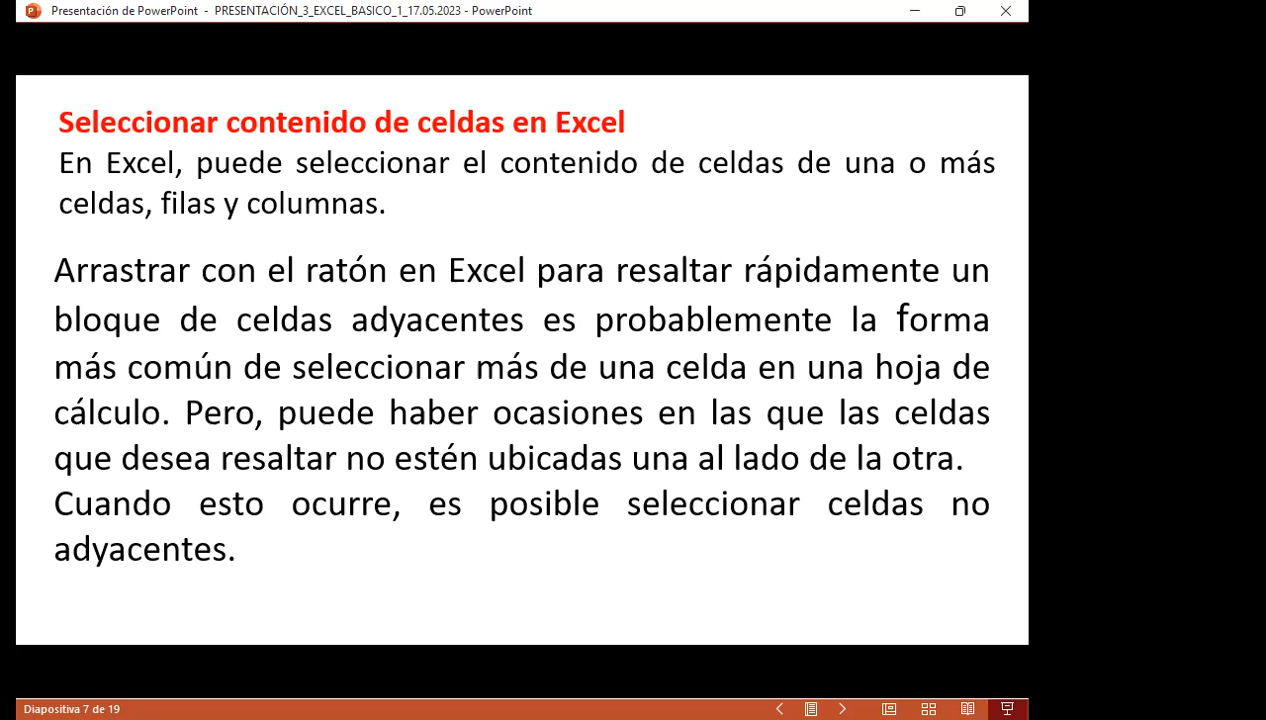 Presentación de PowerPoint - PRESENTACIÓN_3_EXCEL_BASICO_1_17.05.2023 - PowerPoint
Seleccionar contenido de celdas en Excel
En Excel, puede seleccionar el contenido de celdas de una o más
celdas, filas y columnas.
Arrastrar con el ratón en Excel para resaltar rápidamente un
bloque de celdas adyacentes es probablemente la forma
más común de seleccionar más de una celda en una hoja de
cálculo. Pero, puede haber ocasiones en las que las celdas
que desea resaltar no estén ubicadas una al lado de la otra.
Cuando esto ocurre, es posible seleccionar celdas no
adyacentes.
Diapositiva 7 de 19